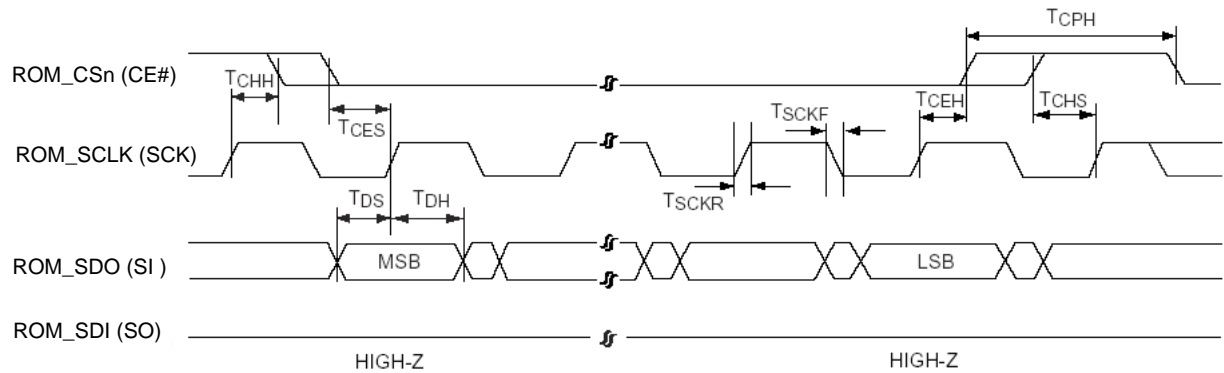 TCPH
ROM_CSn (CE#)
TCHH
TCES
TSCKF
TCEH
TCHS
ROM_SCLK (SCK)
TSCKR
TDS
TDH
ROM_SDO (SI )
MSB
LSB
ROM_SDI (SO)
HIGH-Z
HIGH-Z